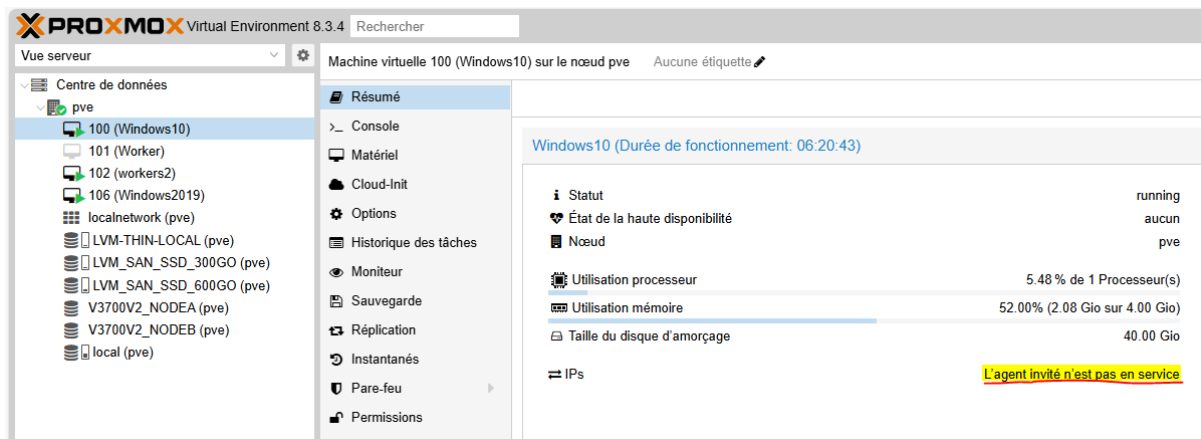 PROXMOX Virtual Environment 8.3.4 Rechercher
Vue serveur
Centre de données
pve
100 (Windows10)
101 (Worker)
102 (workers2)
106 (Windows2019)
localnetwork (pve)
LVM-THIN-LOCAL (pve)
LVM_SAN_SSD_300GO (pve)
LVM_SAN_SSD_600GO (pve)
V3700V2_NODEA (pve)
V3700V2_NODEB (pve)
local (pve)
Machine virtuelle 100 (Windows10) sur le nœud pve Aucune étiquette
Résumé
Console
Matériel
Cloud-Init
Options
Historique des tâches
Moniteur
Sauvegarde
Réplication
Instantanés
Pare-feu
Permissions
Windows10 (Durée de fonctionnement: 06:20:43)
Statut running
État de la haute disponibilité aucun
Nœud pve
Utilisation processeur 5.48 % de 1 Processeur(s)
Utilisation mémoire 52.00% (2.08 Gio sur 4.00 Gio)
Taille du disque d'amorçage 40.00 Gio
IPs L'agent invité n'est pas en service